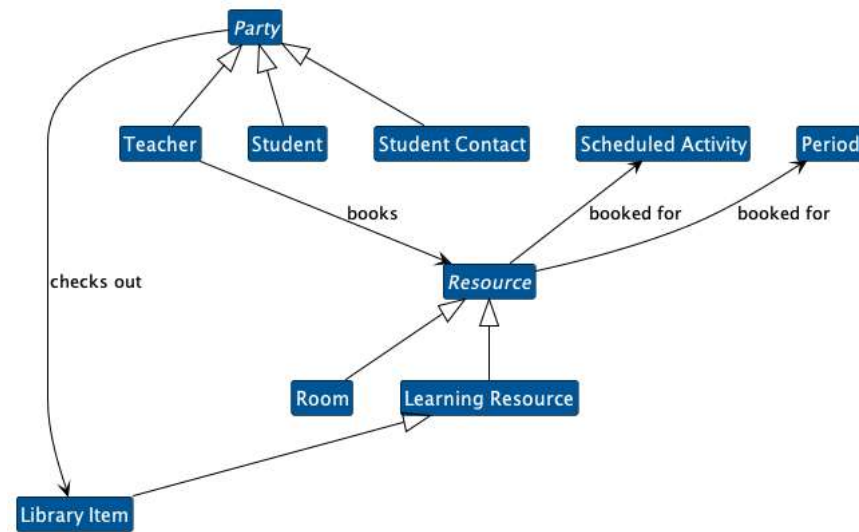 Party
Teacher
Student
Student Contact
Scheduled Activity
Period
books
booked for
booked for
checks out
Resource
Room
Learning Resource
Library Item